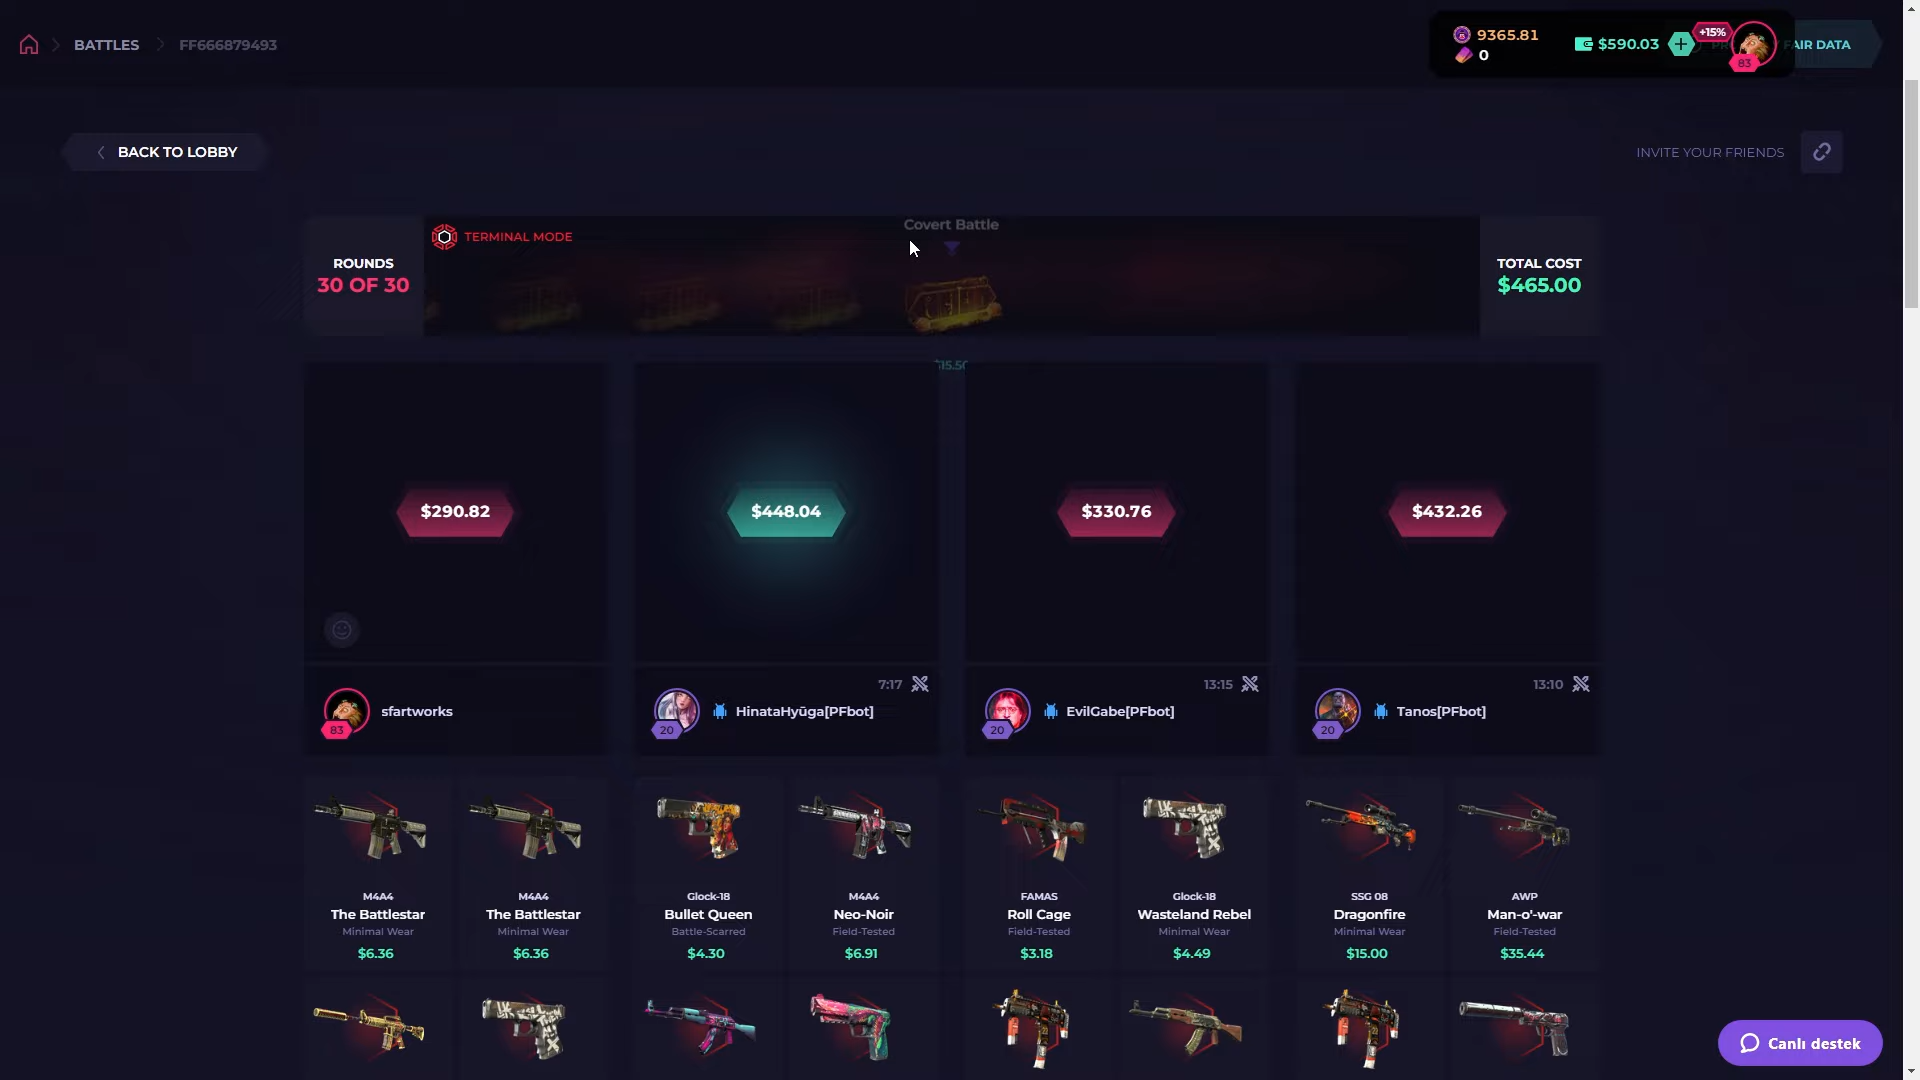 BATTLES
FF666879493
9365.81
0
$590.03
+15%
83
AIR DATA
BACK TO LOBBY
INVITE YOUR FRIENDS
ROUNDS
30 OF 30
TERMINAL MODE
Covert Battle
TOTAL COST
$465.00
$15.50
$290.82
$448.04
$330.76
$432.26
83
sfartworks
7:17
20
HinataHyūga[PFbot]
13:15
20
EvilGabe[PFbot]
13:10
20
Tanos[PFbot]
M4A4
The Battlestar
Minimal Wear
$6.36
M4A4
The Battlestar
Minimal Wear
$6.36
Glock-18
Bullet Queen
Battle-Scarred
$4.30
M4A4
Neo-Noir
Field-Tested
$6.91
FAMAS
Roll Cage
Field-Tested
$3.18
Glock-18
Wasteland Rebel
Minimal Wear
$4.49
SSG 08
Dragonfire
Minimal Wear
$15.00
AWP
Man-o'-war
Field-Tested
$35.44
Canlı destek